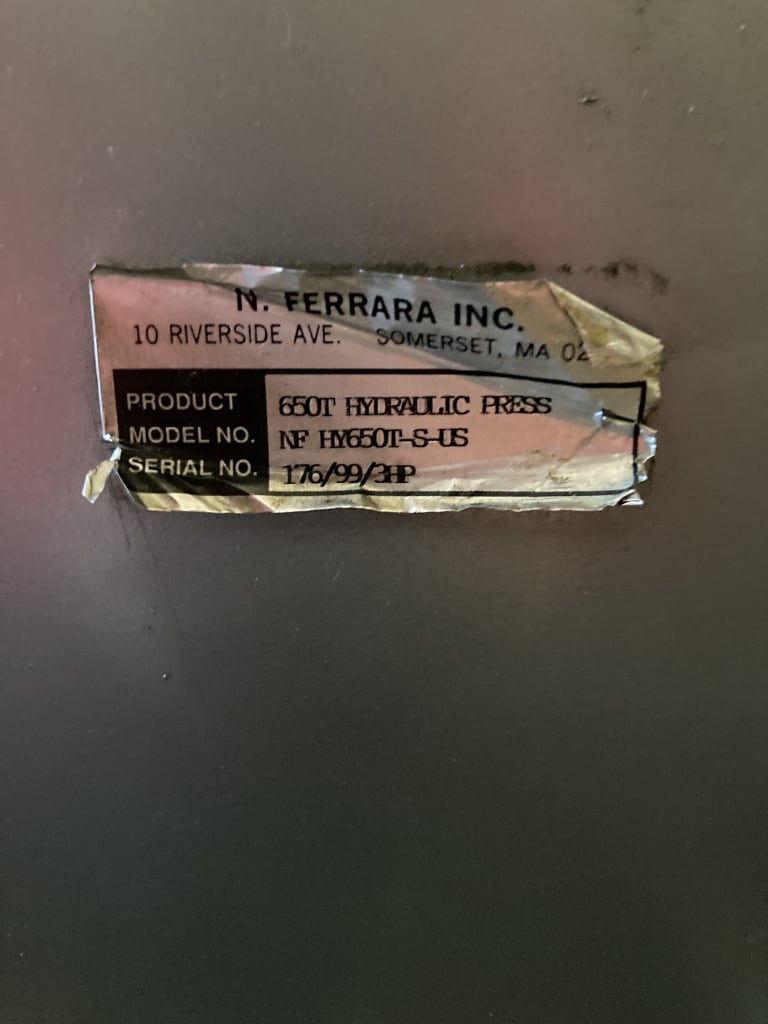 N. FERRARA INC.
10 RIVERSIDE AVE. SOMERSET, MA 02
PRODUCT 650T HYDRAULIC PRESS
MODEL NO. NF HY650T-S-US
SERIAL NO. 176/99/3HP